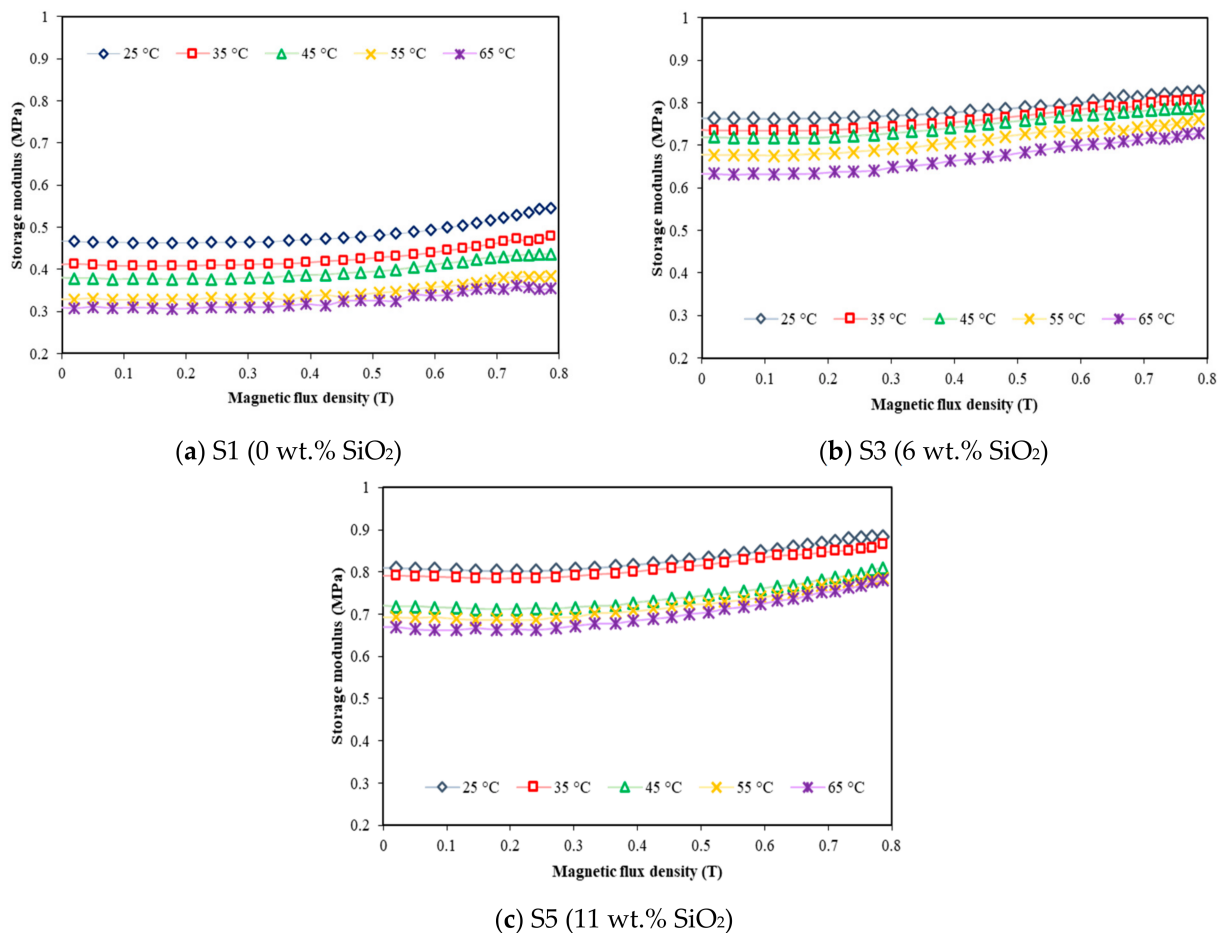 1
0.9
0.8
0.7
0.6
0.5
0.4
0.3
0.2
Storage modulus (MPa)
25 °C 35 °C 45 °C 55 °C 65 °C
0 0.1 0.2 0.3 0.4 0.5 0.6 0.7 0.8
Magnetic flux density (T)
(a) S1 (0 wt.% SiO₂)
1
0.9
0.8
0.7
0.6
0.5
0.4
0.3
0.2
Storage modulus (MPa)
25 °C 35 °C 45 °C 55 °C 65 °C
0 0.1 0.2 0.3 0.4 0.5 0.6 0.7 0.8
Magnetic flux density (T)
(b) S3 (6 wt.% SiO₂)
1
0.9
0.8
0.7
0.6
0.5
0.4
0.3
0.2
Storage modulus (MPa)
25 °C 35 °C 45 °C 55 °C 65 °C
0 0.1 0.2 0.3 0.4 0.5 0.6 0.7 0.8
Magnetic flux density (T)
(c) S5 (11 wt.% SiO₂)